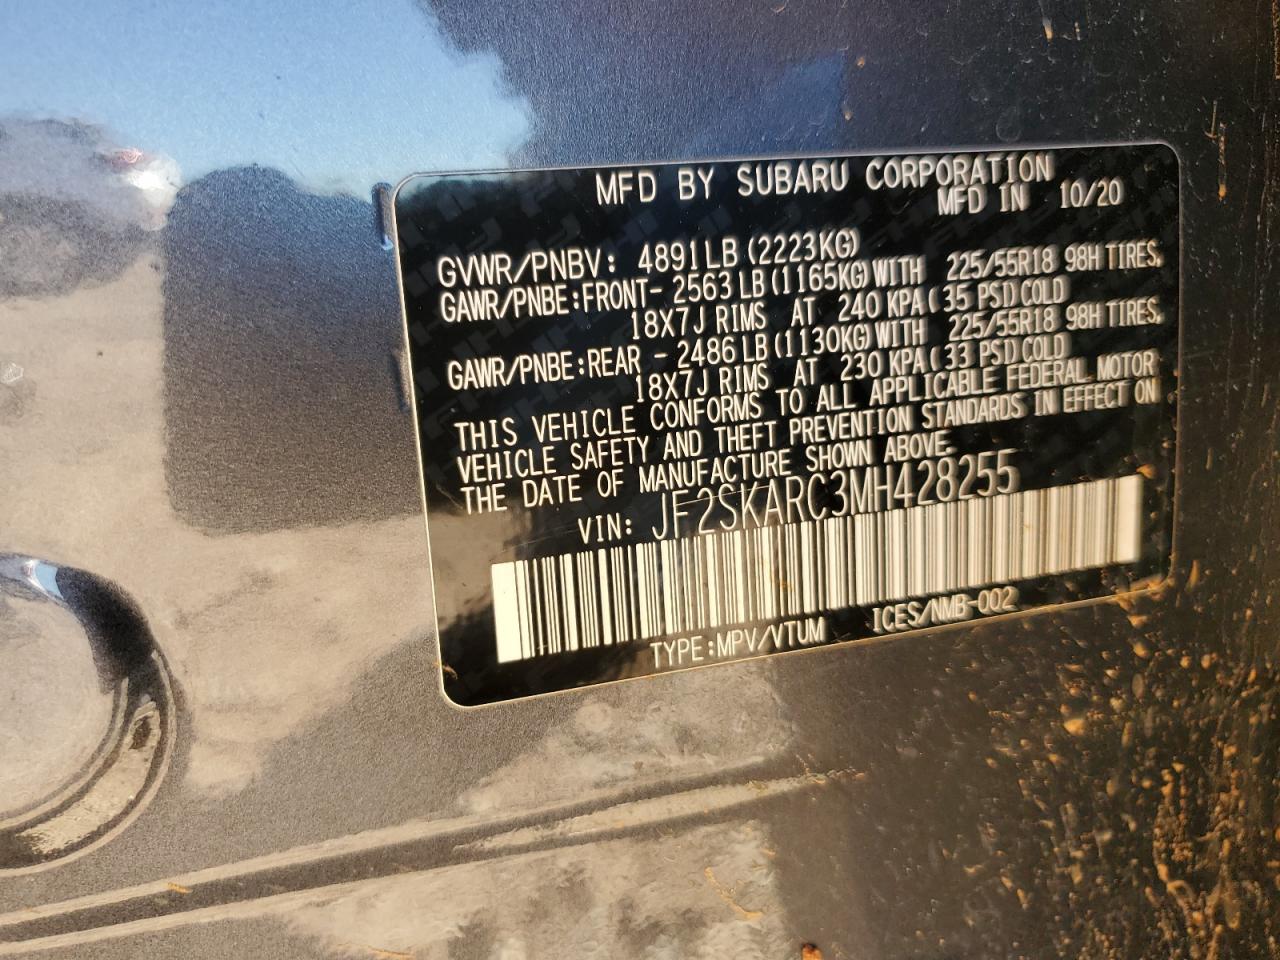 MFD BY SUBARU CORPORATION
MFD IN 10/20
GVWR/PNBV: 4891LB (2223KG)
GAWR/PNBE:FRONT- 2563LB (1165KG) WITH 225/55R18 98H TIRES,
18X7J RIMS AT 240 KPA( 35 PSI) COLD
GAWR/PNBE:REAR - 2486LB (1130KG) WITH 225/55R18 98H TIRES,
18X7J RIMS AT 230 KPA( 33 PSI) COLD
THIS VEHICLE CONFORMS TO ALL APPLICABLE FEDERAL MOTOR
VEHICLE SAFETY AND THEFT PREVENTION STANDARDS IN EFFECT ON
THE DATE OF MANUFACTURE SHOWN ABOVE.
VIN: JF2SKARC3MH428255
TYPE:MPV/VTUM ICES/NMB-002